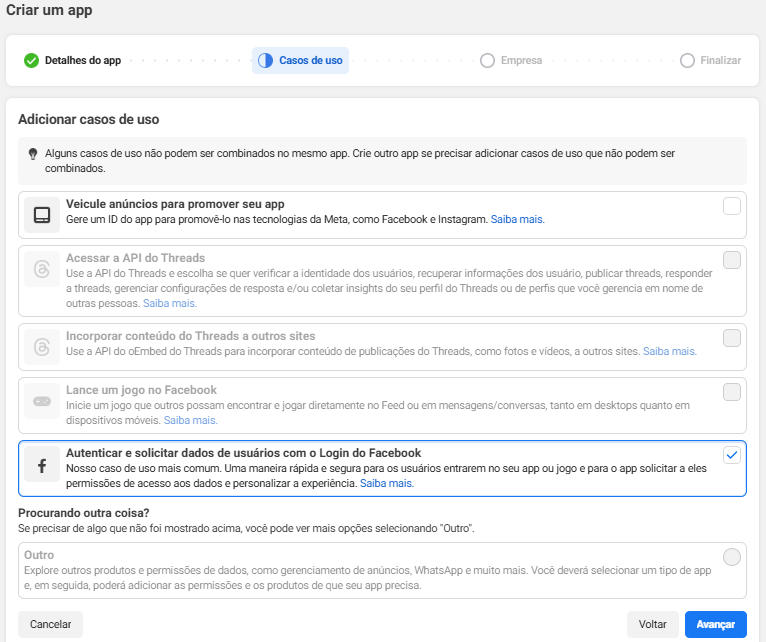 Criar um app
Detalhes do app
Casos de uso
Empresa
Finalizar
Adicionar casos de uso
Alguns casos de uso não podem ser combinados no mesmo app. Crie outro app se precisar adicionar casos de uso que não podem ser
combinados.
Veicule anúncios para promover seu app
Gere um ID do app para promovê-lo nas tecnologias da Meta, como Facebook e Instagram. Saiba mais.
Acessar a API do Threads
Use a API do Threads e escolha se quer verificar a identidade dos usuários, recuperar informações dos usuário, publicar threads, responder
a threads, gerenciar configurações de resposta e/ou coletar insights do seu perfil do Threads ou de perfis que você gerencia em nome de
outras pessoas. Saiba mais.
Incorporar conteúdo do Threads a outros sites
Use a API do oEmbed do Threads para incorporar conteúdo de publicações do Threads, como fotos e vídeos, a outros sites. Saiba mais.
Lance um jogo no Facebook
Inicie um jogo que outros possam encontrar e jogar diretamente no Feed ou em mensagens/conversas, tanto em desktops quanto em
dispositivos móveis. Saiba mais.
Autenticar e solicitar dados de usuários com o Login do Facebook
Nosso caso de uso mais comum. Uma maneira rápida e segura para os usuários entrarem no seu app ou jogo e para o app solicitar a eles
permissões de acesso aos dados e personalizar a experiência. Saiba mais.
Procurando outra coisa?
Se precisar de algo que não foi mostrado acima, você pode ver mais opções selecionando "Outro".
Outro
Explore outros produtos e permissões de dados, como gerenciamento de anúncios, WhatsApp e muito mais. Você deverá selecionar um tipo de app
e, em seguida, poderá adicionar as permissões e os produtos de que seu app precisa.
Cancelar
Voltar
Avançar